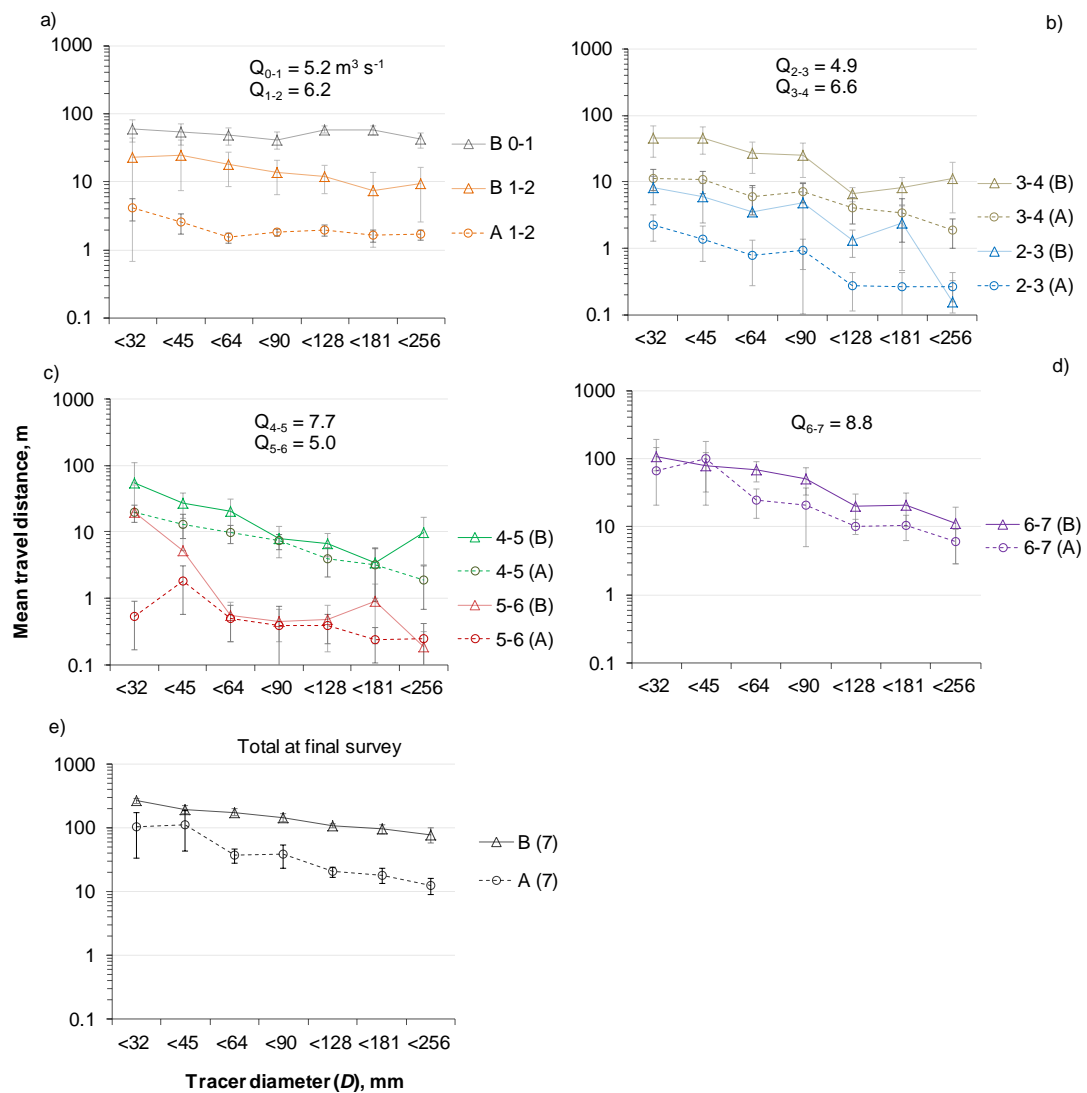 a)
1000
100
10
1
0.1
Q0-1 = 5.2 m³ s⁻¹
Q1-2 = 6.2
B 0-1
B 1-2
A 1-2
<32 <45 <64 <90 <128 <181 <256
b)
1000
100
10
1
0.1
Q2-3 = 4.9
Q3-4 = 6.6
3-4 (B)
3-4 (A)
2-3 (B)
2-3 (A)
<32 <45 <64 <90 <128 <181 <256
Mean travel distance, m
c)
1000
100
10
1
0.1
Q4-5 = 7.7
Q5-6 = 5.0
4-5 (B)
4-5 (A)
5-6 (B)
5-6 (A)
<32 <45 <64 <90 <128 <181 <256
d)
1000
100
10
1
0.1
Q6-7 = 8.8
6-7 (B)
6-7 (A)
<32 <45 <64 <90 <128 <181 <256
e)
Total at final survey
1000
100
10
1
0.1
B (7)
A (7)
<32 <45 <64 <90 <128 <181 <256
Tracer diameter (D), mm